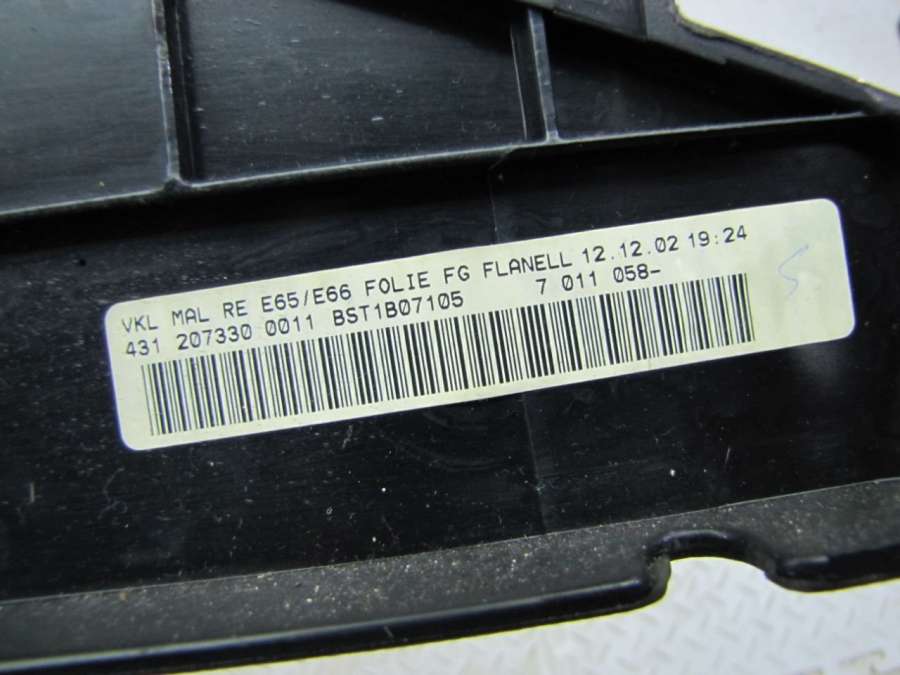 VKL MAL RE E65/E66 FOLIE FG FLANELL 12.12.02 19:24
431 207330 0011 BST1B07105 7 011 058-